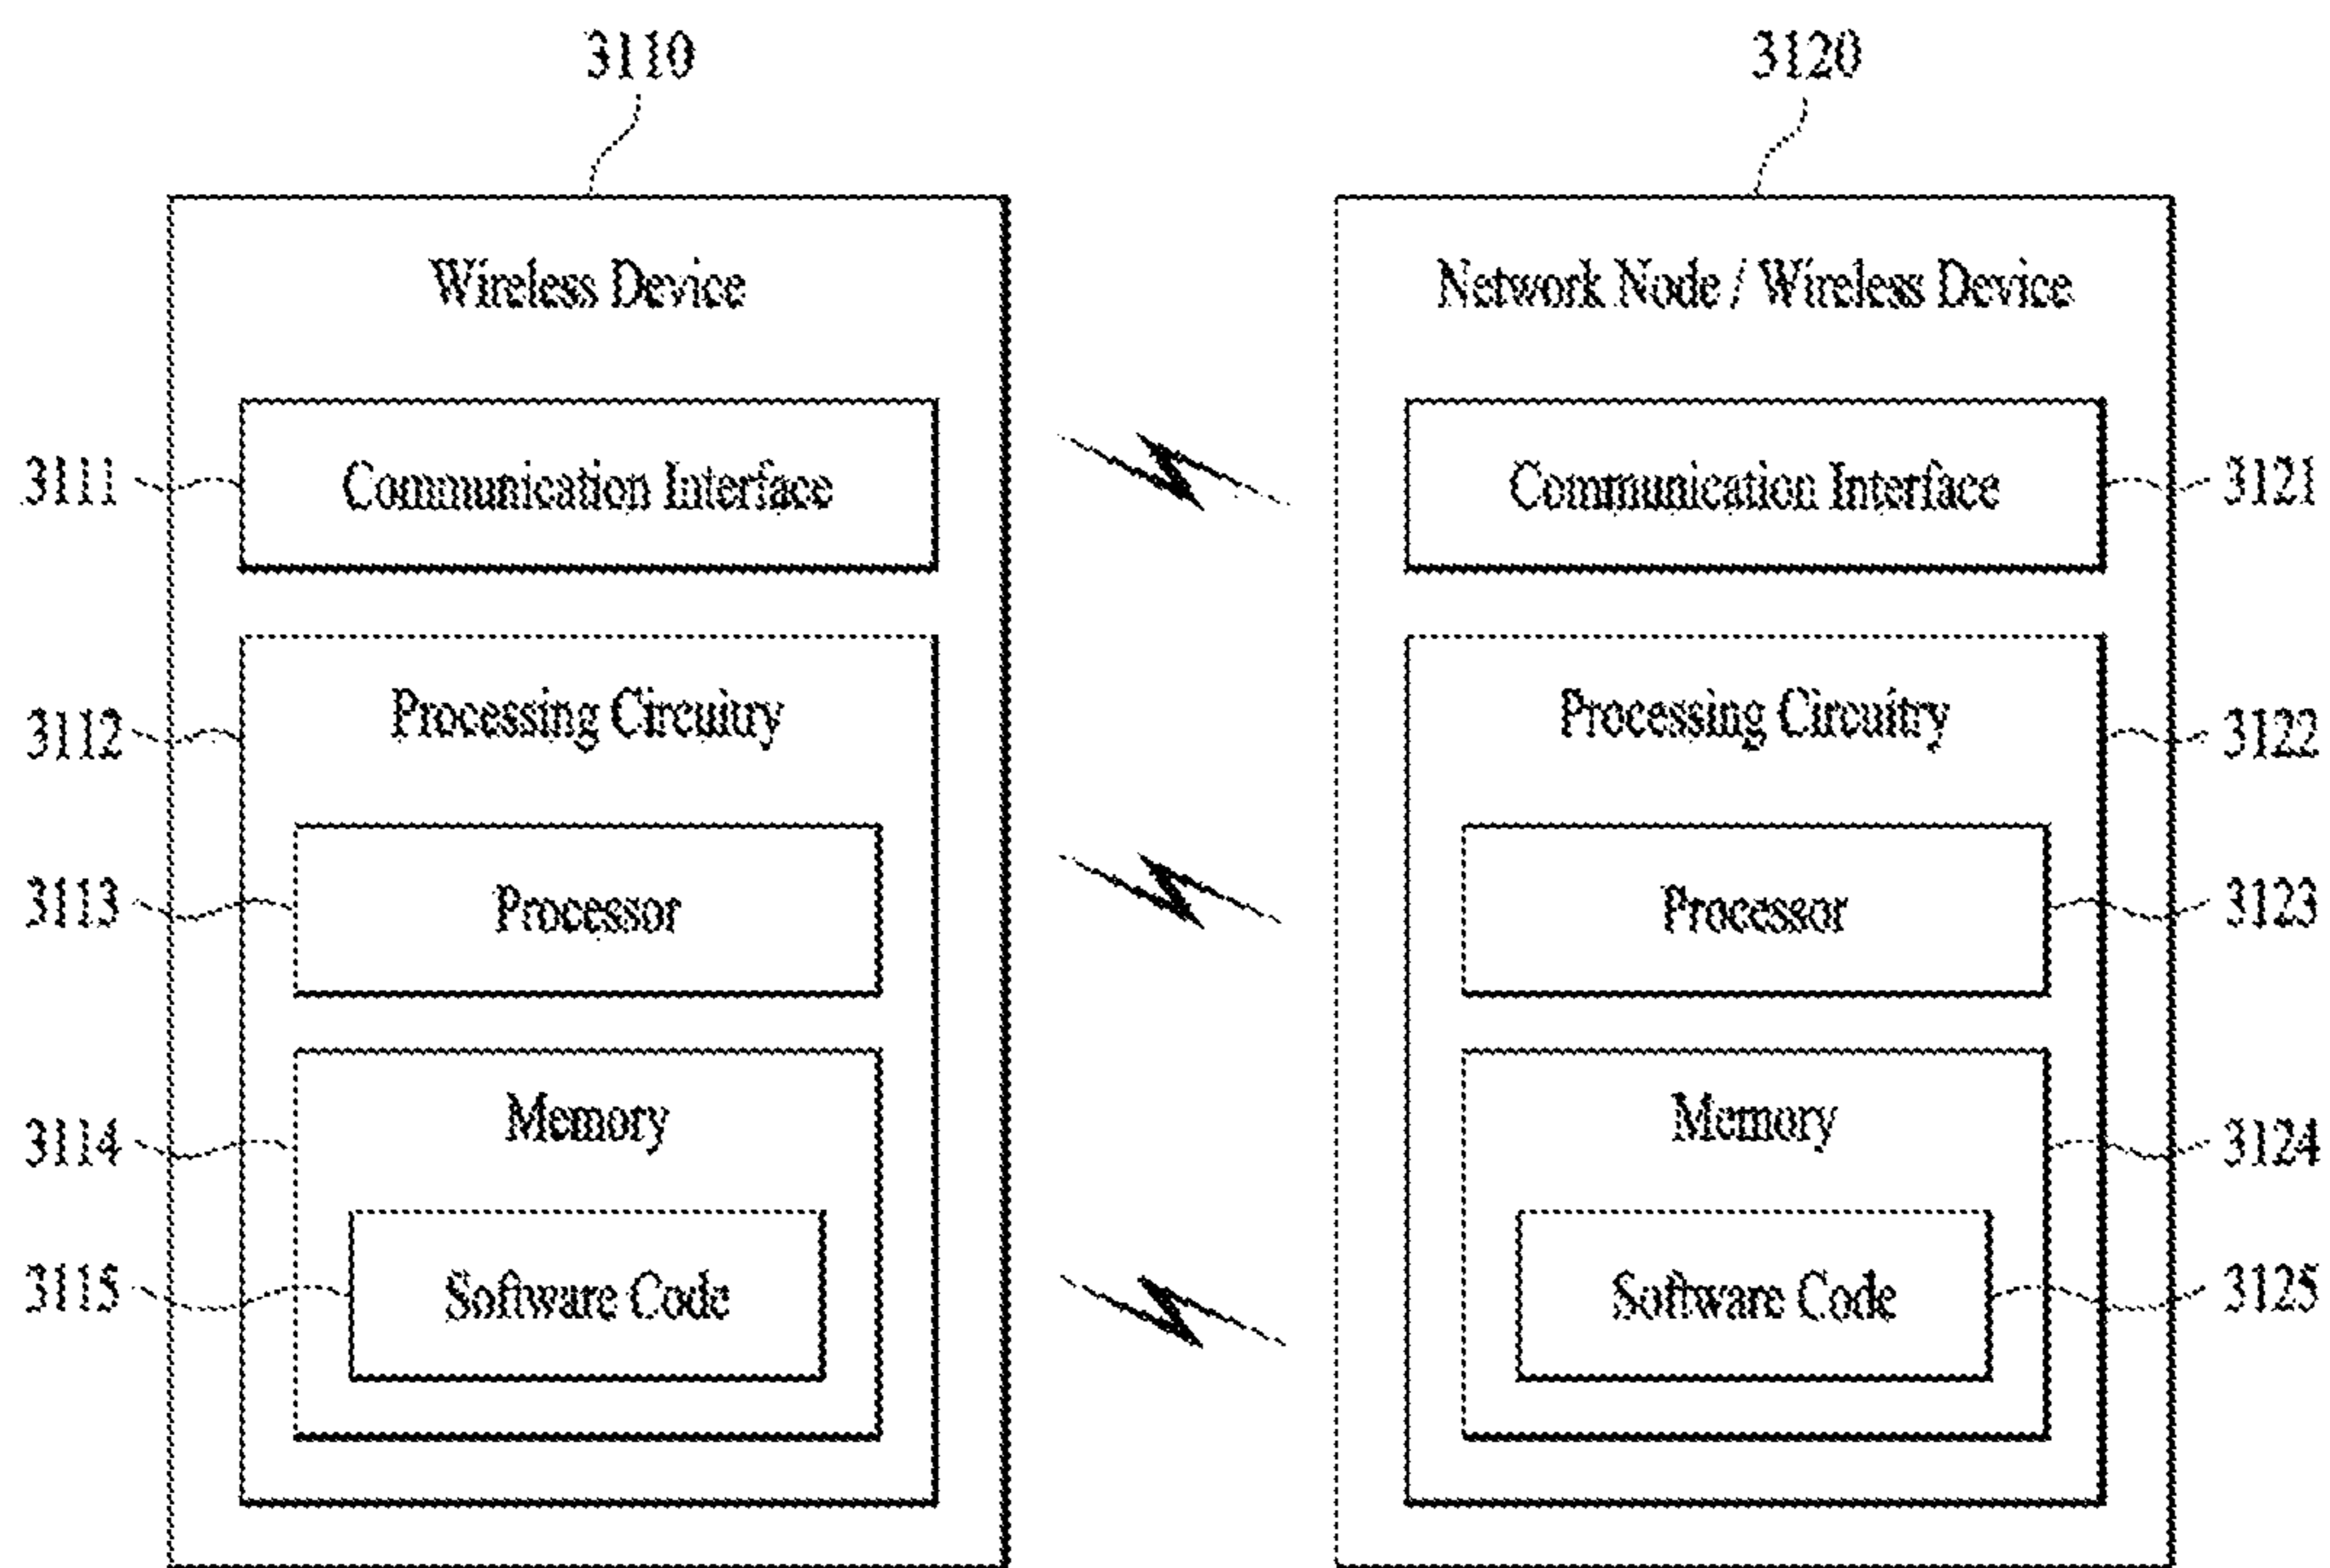 3110
3120
Wireless Device
Network Node / Wireless Device
3111
Communication Interface
Communication Interface
3121
3112
Processing Circuitry
Processing Circuitry
3122
3113
Processor
Processor
3123
3114
Memory
Memory
3124
3115
Software Code
Software Code
3125